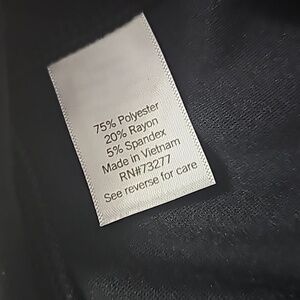 75% Polyester
20% Rayon
5% Spandex
Made in Vietnam
RN#73277
See reverse for care